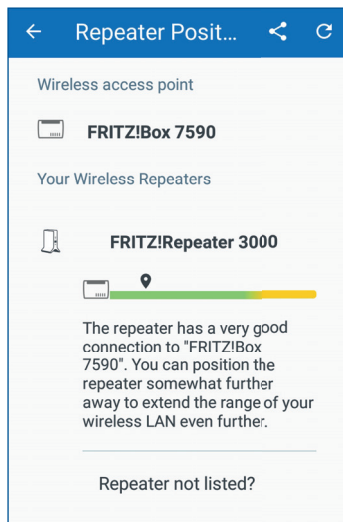 Repeater Posit...
Wireless access point
FRITZ!Box 7590
Your Wireless Repeaters
FRITZ!Repeater 3000
The repeater has a very good
connection to "FRITZ!Box
7590". You can position the
repeater somewhat further
away to extend the range of your
wireless LAN even further.
Repeater not listed?